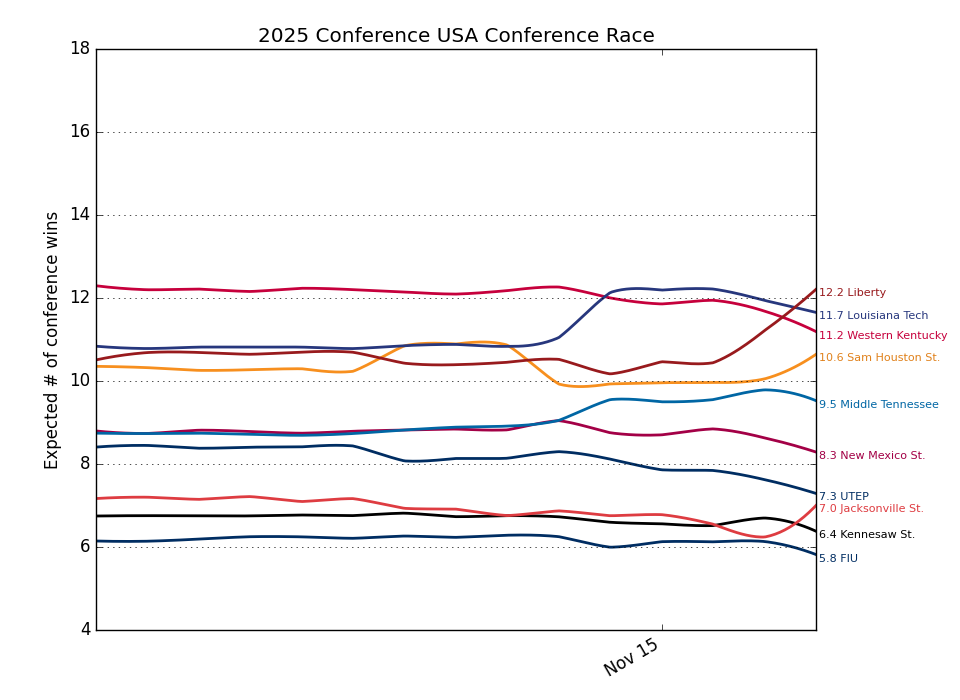 2025 Conference USA Conference Race
Expected # of conference wins
18
16
14
12
10
8
6
4
Nov 15
12.2 Liberty
11.7 Louisiana Tech
11.2 Western Kentucky
10.6 Sam Houston St.
9.5 Middle Tennessee
8.3 New Mexico St.
7.3 UTEP
7.0 Jacksonville St.
6.4 Kennesaw St.
5.8 FIU